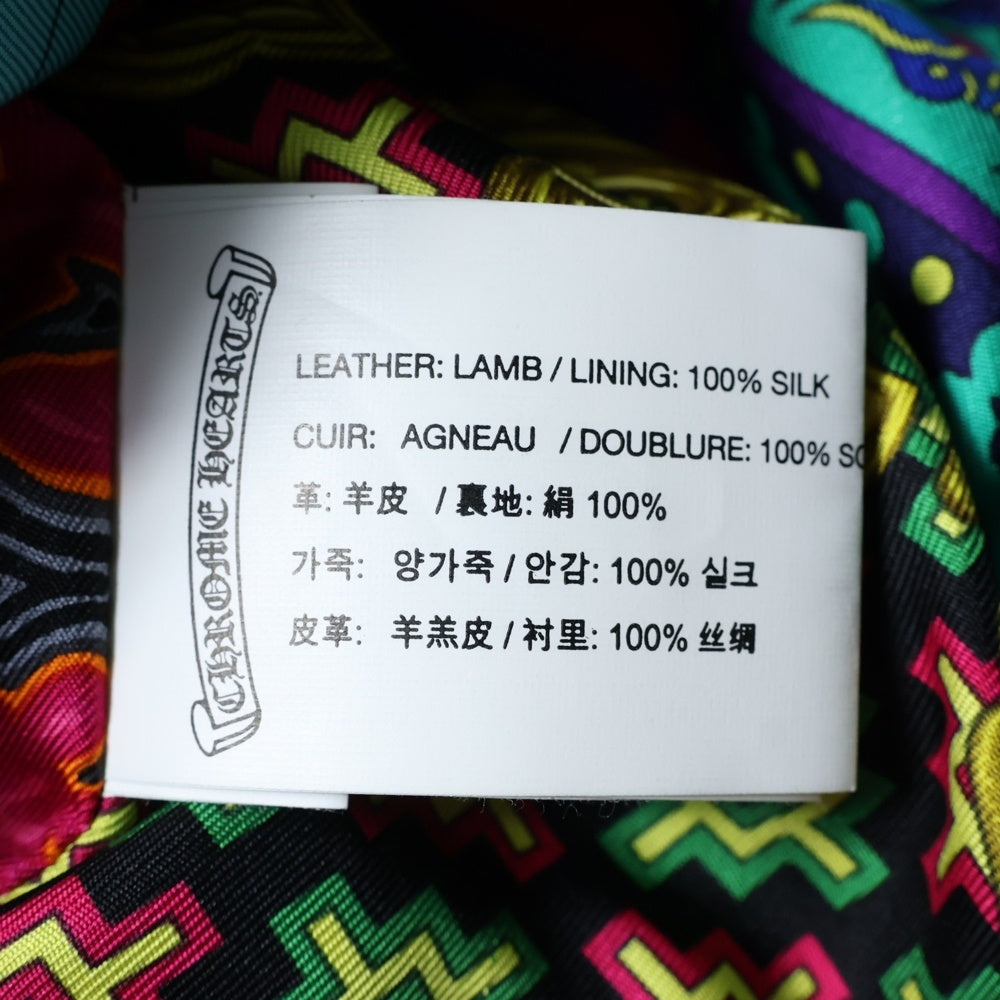 CHROME HEARTS
LEATHER: LAMB / LINING: 100% SILK
CUIR: AGNEAU / DOUBLURE: 100%
革: 羊皮 / 裏地: 絹 100%
가죽: 양가죽 / 안감: 100% 실크
皮革: 羊羔皮 / 衬里: 100% 丝绸